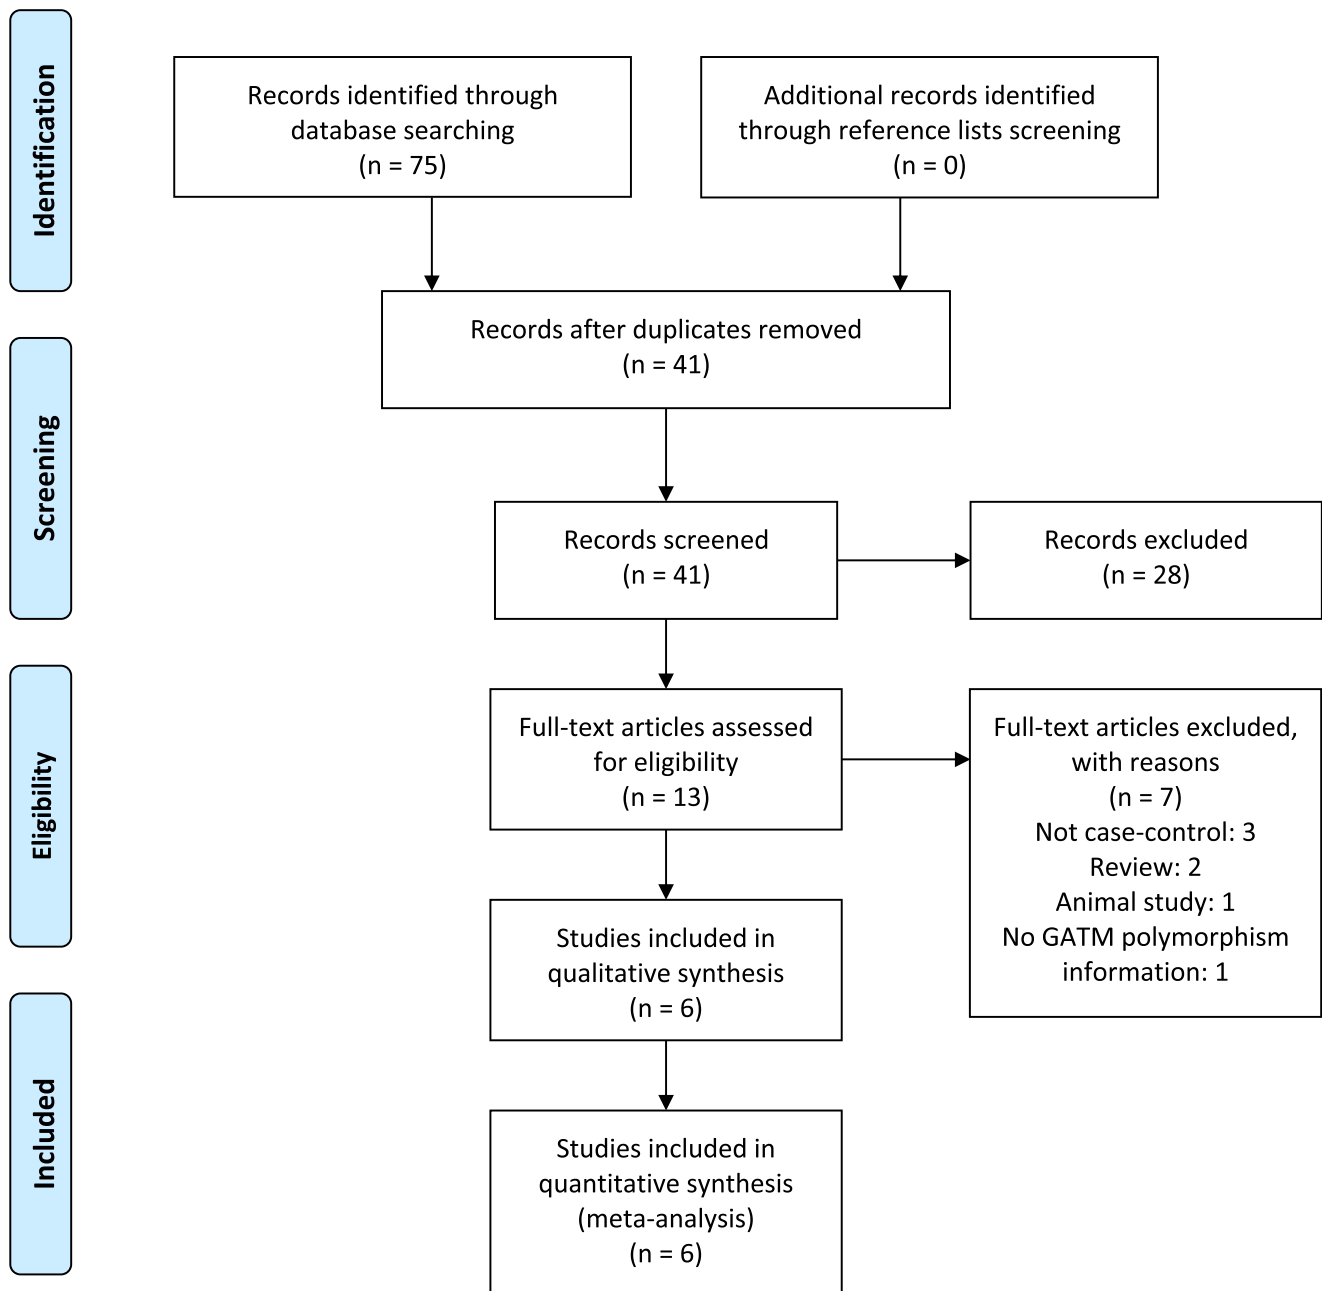 Identification
Records identified through
database searching
(n = 75)
Additional records identified
through reference lists screening
(n = 0)
Records after duplicates removed
(n = 41)
Screening
Records screened
(n = 41)
Records excluded
(n = 28)
Eligibility
Full-text articles assessed
for eligibility
(n = 13)
Full-text articles excluded,
with reasons
(n = 7)
Not case-control: 3
Review: 2
Animal study: 1
No GATM polymorphism
information: 1
Studies included in
qualitative synthesis
(n = 6)
Included
Studies included in
quantitative synthesis
(meta-analysis)
(n = 6)